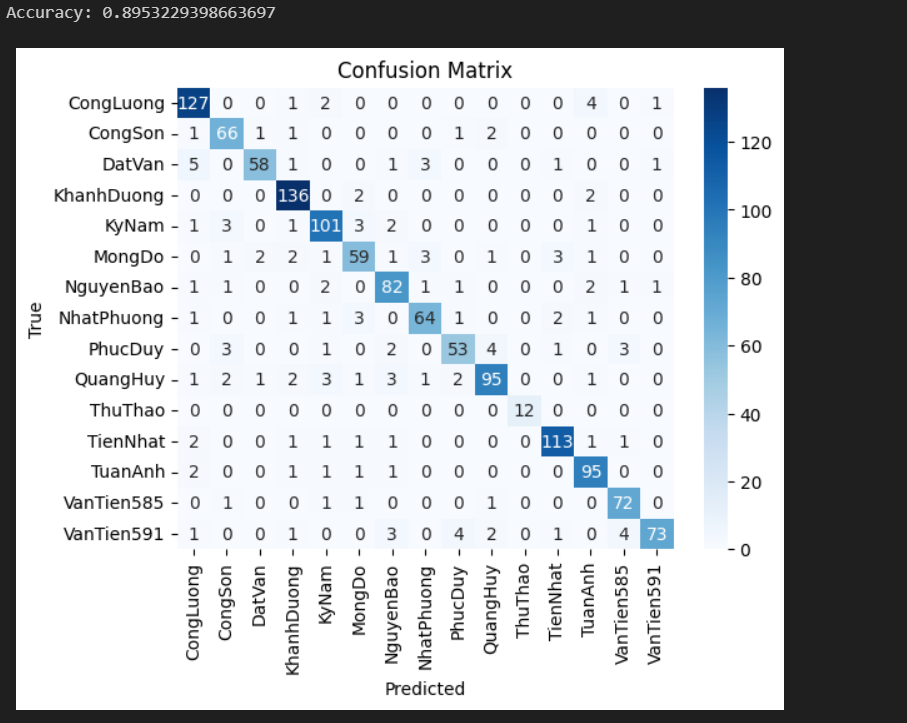 Accuracy: 0.8953229398663697
Confusion Matrix
CongLuong 127 0 0 1 2 0 0 0 0 0 0 0 4 0 1
CongSon 1 66 1 1 0 0 0 0 1 2 0 0 0 0 0
DatVan 5 0 58 1 0 0 1 3 0 0 0 1 0 0 1
KhanhDuong 0 0 0 136 0 2 0 0 0 0 0 0 2 0 0
KyNam 1 3 0 1 101 3 2 0 0 0 0 0 1 0 0
MongDo 0 1 2 2 1 59 1 3 0 1 0 3 1 0 0
NguyenBao 1 1 0 0 2 0 82 1 1 0 0 0 2 1 1
NhatPhuong 1 0 0 1 1 3 0 64 1 0 0 2 1 0 0
PhucDuy 0 3 0 0 1 0 2 0 53 4 0 1 0 3 0
QuangHuy 1 2 1 2 3 1 3 1 2 95 0 0 1 0 0
ThuThao 0 0 0 0 0 0 0 0 0 0 12 0 0 0 0
TienNhat 2 0 0 1 1 1 1 0 0 0 0 113 1 1 0
TuanAnh 2 0 0 1 1 1 1 0 0 0 0 0 95 0 0
VanTien585 0 1 0 0 1 1 0 0 0 1 0 0 0 72 0
VanTien591 1 0 0 1 0 0 3 0 4 2 0 1 0 4 73
CongLuong CongSon DatVan KhanhDuong KyNam MongDo NguyenBao NhatPhuong PhucDuy QuangHuy ThuThao TienNhat TuanAnh VanTien585 VanTien591
Predicted
True
120
100
80
60
40
20
0